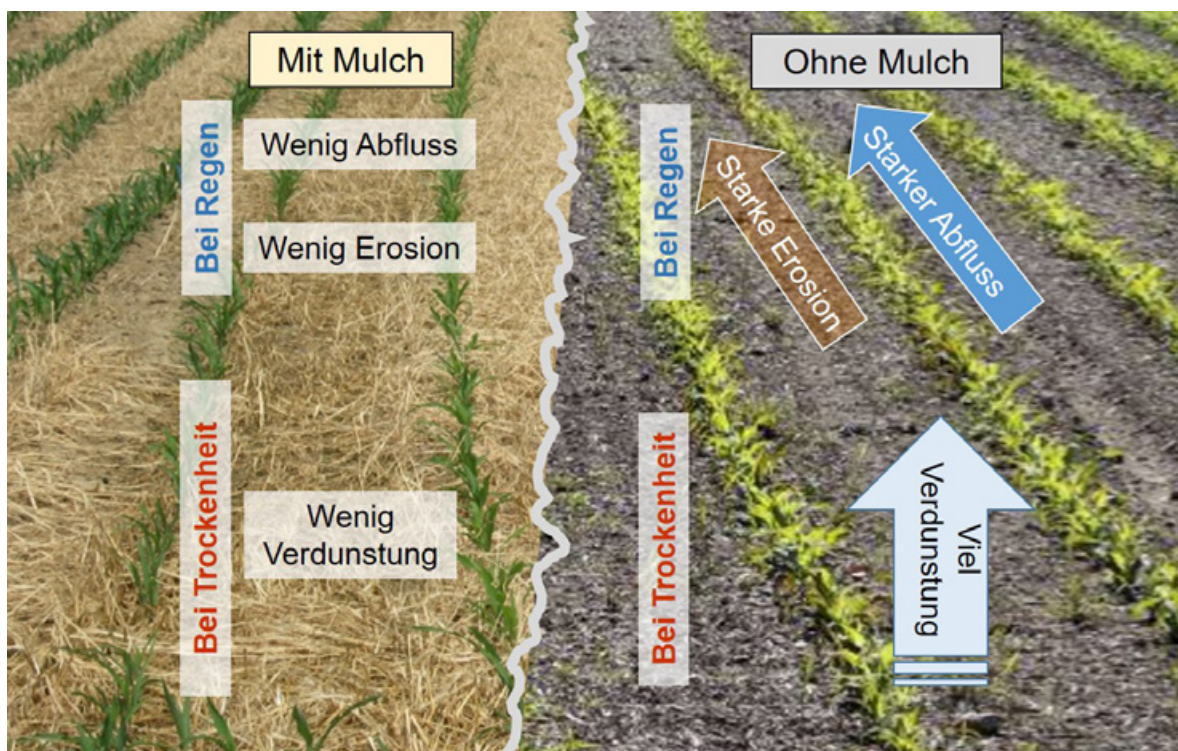 Mit Mulch
Bei Regen
Wenig Abfluss
Wenig Erosion
Bei Trockenheit
Wenig
Verdunstung
Ohne Mulch
Bei Regen
Starke Erosion
Starker Abfluss
Bei Trockenheit
Viel
Verdunstung